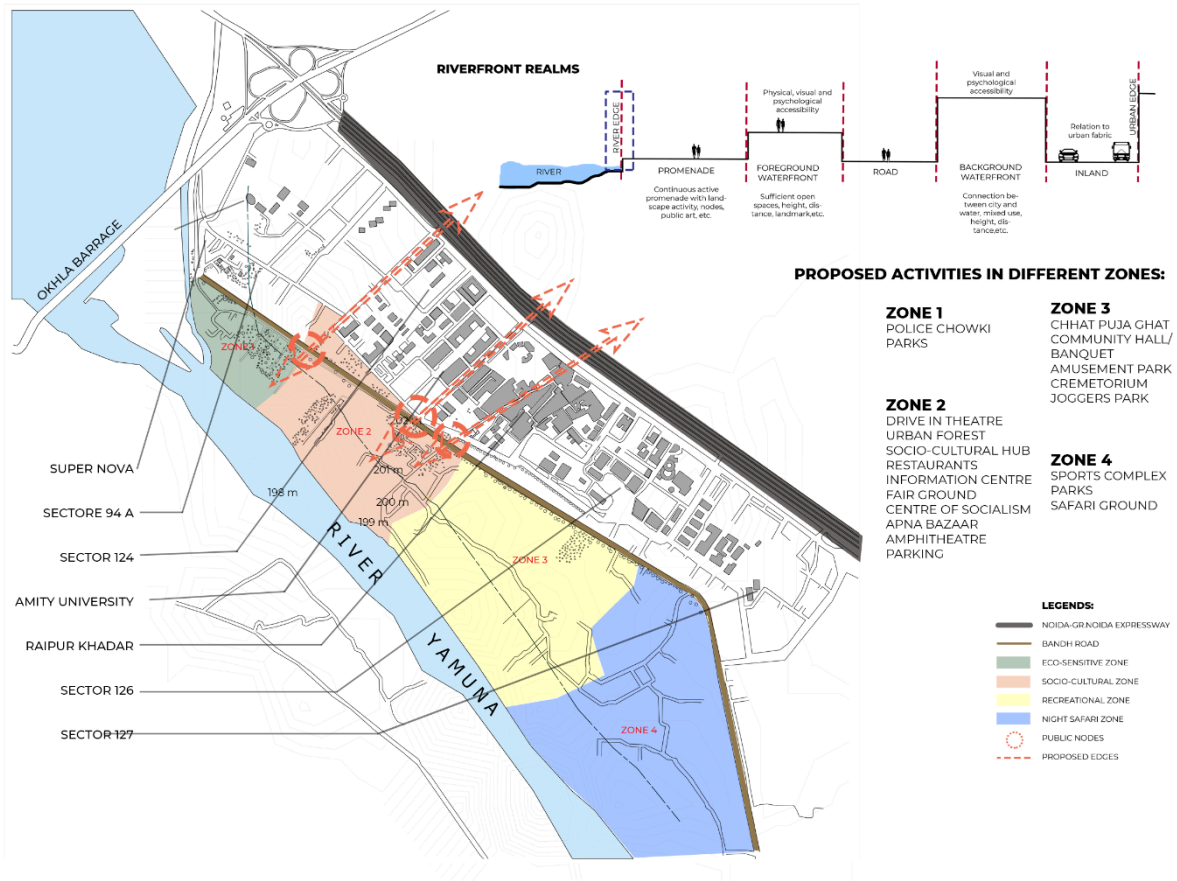 RIVERFRONT REALMS
RIVER
RIVER EDGE
PROMENADE
Continuous active
promenade with land-
scape activity, nodes,
public art, etc.
Physical, visual and
psychological
accessibility
FOREGROUND
WATERFRONT
Sufficient open
spaces, height, dis-
tance, landmark,etc.
ROAD
Visual and
psychological
accessibility
BACKGROUND
WATERFRONT
Connection be-
tween city and
water, mixed use,
height, dis-
tance,etc.
Relation to
urban fabric
INLAND
URBAN EDGE
OKHLA BARRAGE
PROPOSED ACTIVITIES IN DIFFERENT ZONES:
ZONE 1
POLICE CHOWKI
PARKS
ZONE 2
DRIVE IN THEATRE
URBAN FOREST
SOCIO-CULTURAL HUB
RESTAURANTS
INFORMATION CENTRE
FAIR GROUND
CENTRE OF SOCIALISM
APNA BAZAAR
AMPHITHEATRE
PARKING
ZONE 3
CHHAT PUJA GHAT
COMMUNITY HALL/
BANQUET
AMUSEMENT PARK
CREMETORIUM
JOGGERS PARK
ZONE 4
SPORTS COMPLEX
PARKS
SAFARI GROUND
ZONE 1
ZONE 2
201 m
200 m
199 m
198 m
ZONE 3
ZONE 4
RIVER YAMUNA
SUPER NOVA
SECTORE 94 A
SECTOR 124
AMITY UNIVERSITY
RAIPUR KHADAR
SECTOR 126
SECTOR 127
LEGENDS:
NOIDA-GR.NOIDA EXPRESSWAY
BANDH ROAD
ECO-SENSITIVE ZONE
SOCIO-CULTURAL ZONE
RECREATIONAL ZONE
NIGHT SAFARI ZONE
PUBLIC NODES
PROPOSED EDGES